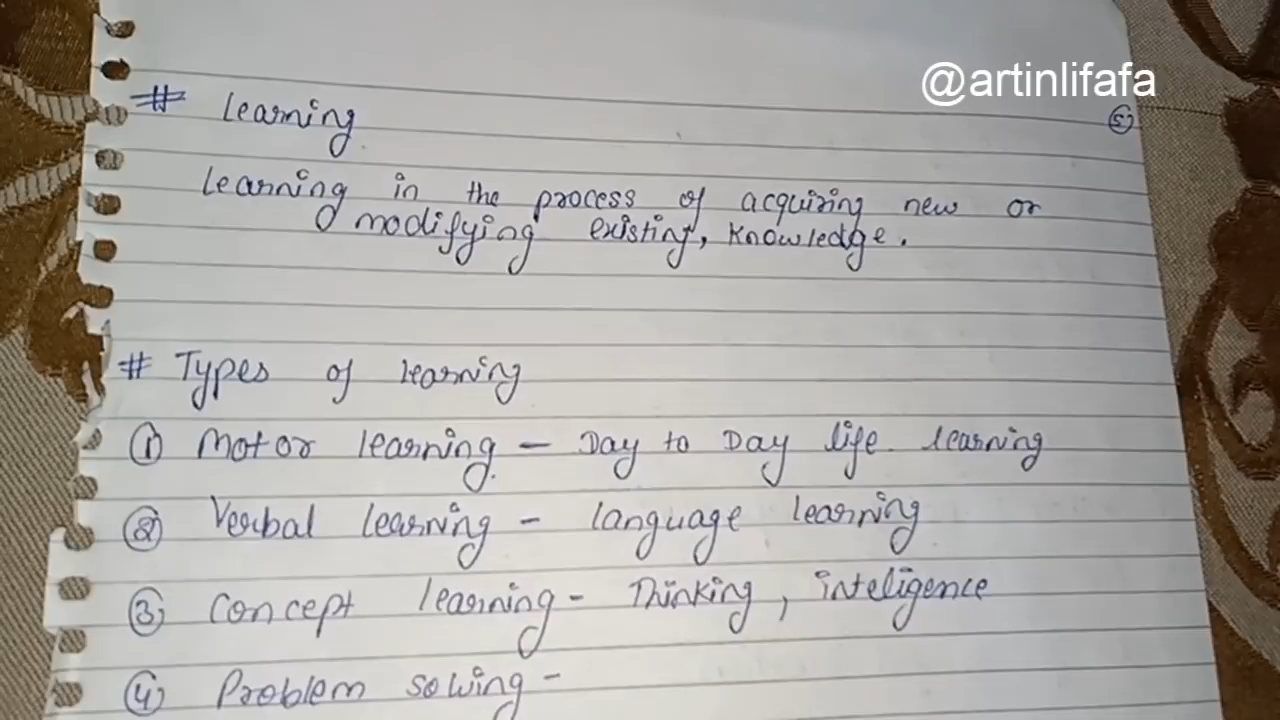 @artinlifafa
5
# Learning
Learning in the process of acquiring new or
modifying existing, knowledge.
# Types of learning
1 Motor learning - Day to Day life learning
2 Verbal learning - language learning
3 Concept learning - Thinking, inteligence
4 Problem solving -